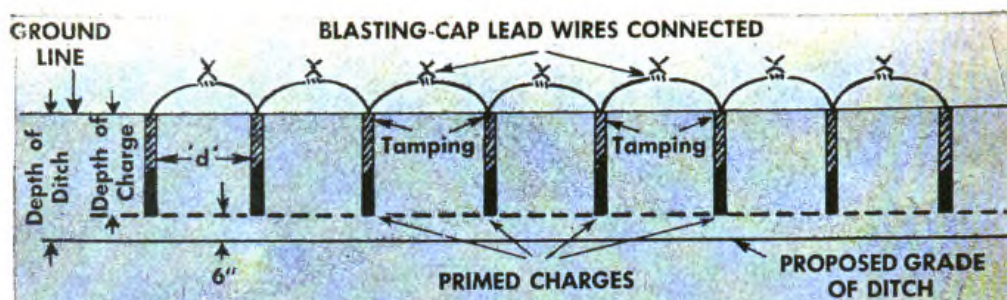 GROUND
LINE
BLASTING-CAP LEAD WIRES CONNECTED
Depth of
Ditch
Depth of
Charge
'd'
Tamping
Tamping
6"
PRIMED CHARGES
PROPOSED GRADE
OF DITCH